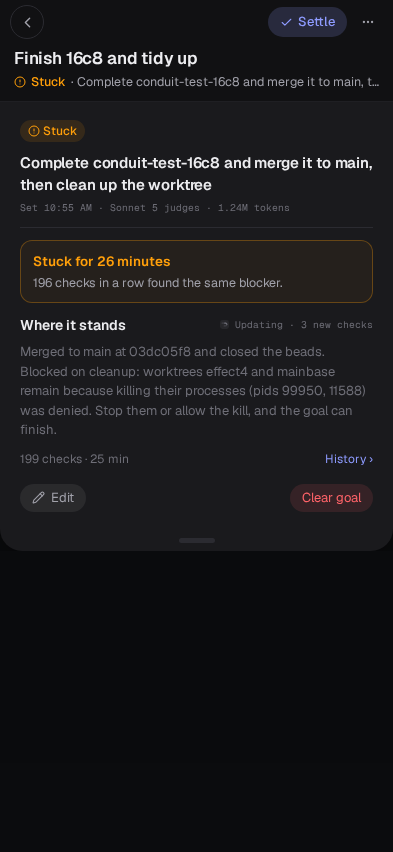 Settle
Finish 16c8 and tidy up
Stuck · Complete conduit-test-16c8 and merge it to main, t…
Stuck
Complete conduit-test-16c8 and merge it to main,
then clean up the worktree
Set 10:55 AM · Sonnet 5 judges · 1.24M tokens
Stuck for 26 minutes
196 checks in a row found the same blocker.
Where it stands
Updating · 3 new checks
Merged to main at 03dc05f8 and closed the beads.
Blocked on cleanup: worktrees effect4 and mainbase
remain because killing their processes (pids 99950, 11588)
was denied. Stop them or allow the kill, and the goal can
finish.
199 checks · 25 min
History ›
Edit
Clear goal